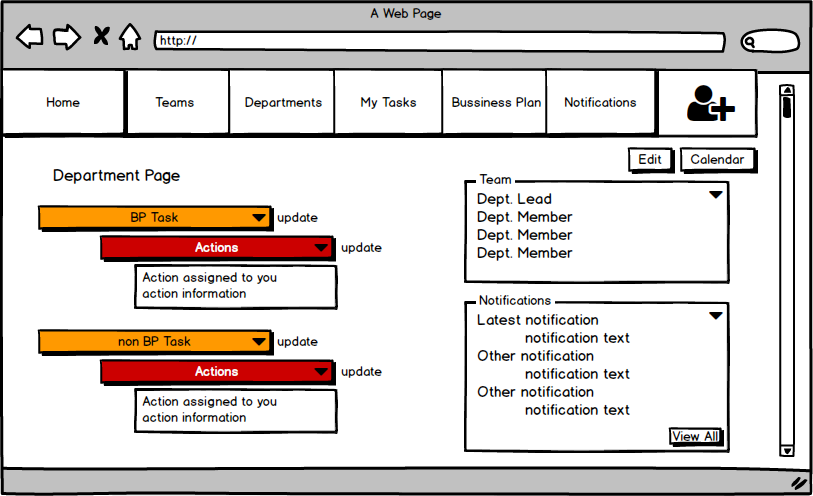 A Web Page
http://
Home
Teams
Departments
My Tasks
Bussiness Plan
Notifications
Edit
Calendar
Department Page
BP Task
update
Actions
update
Action assigned to you
action information
non BP Task
update
Actions
update
Action assigned to you
action information
Team
Dept. Lead
Dept. Member
Dept. Member
Dept. Member
Notifications
Latest notification
notification text
Other notification
notification text
Other notification
notification text
View All